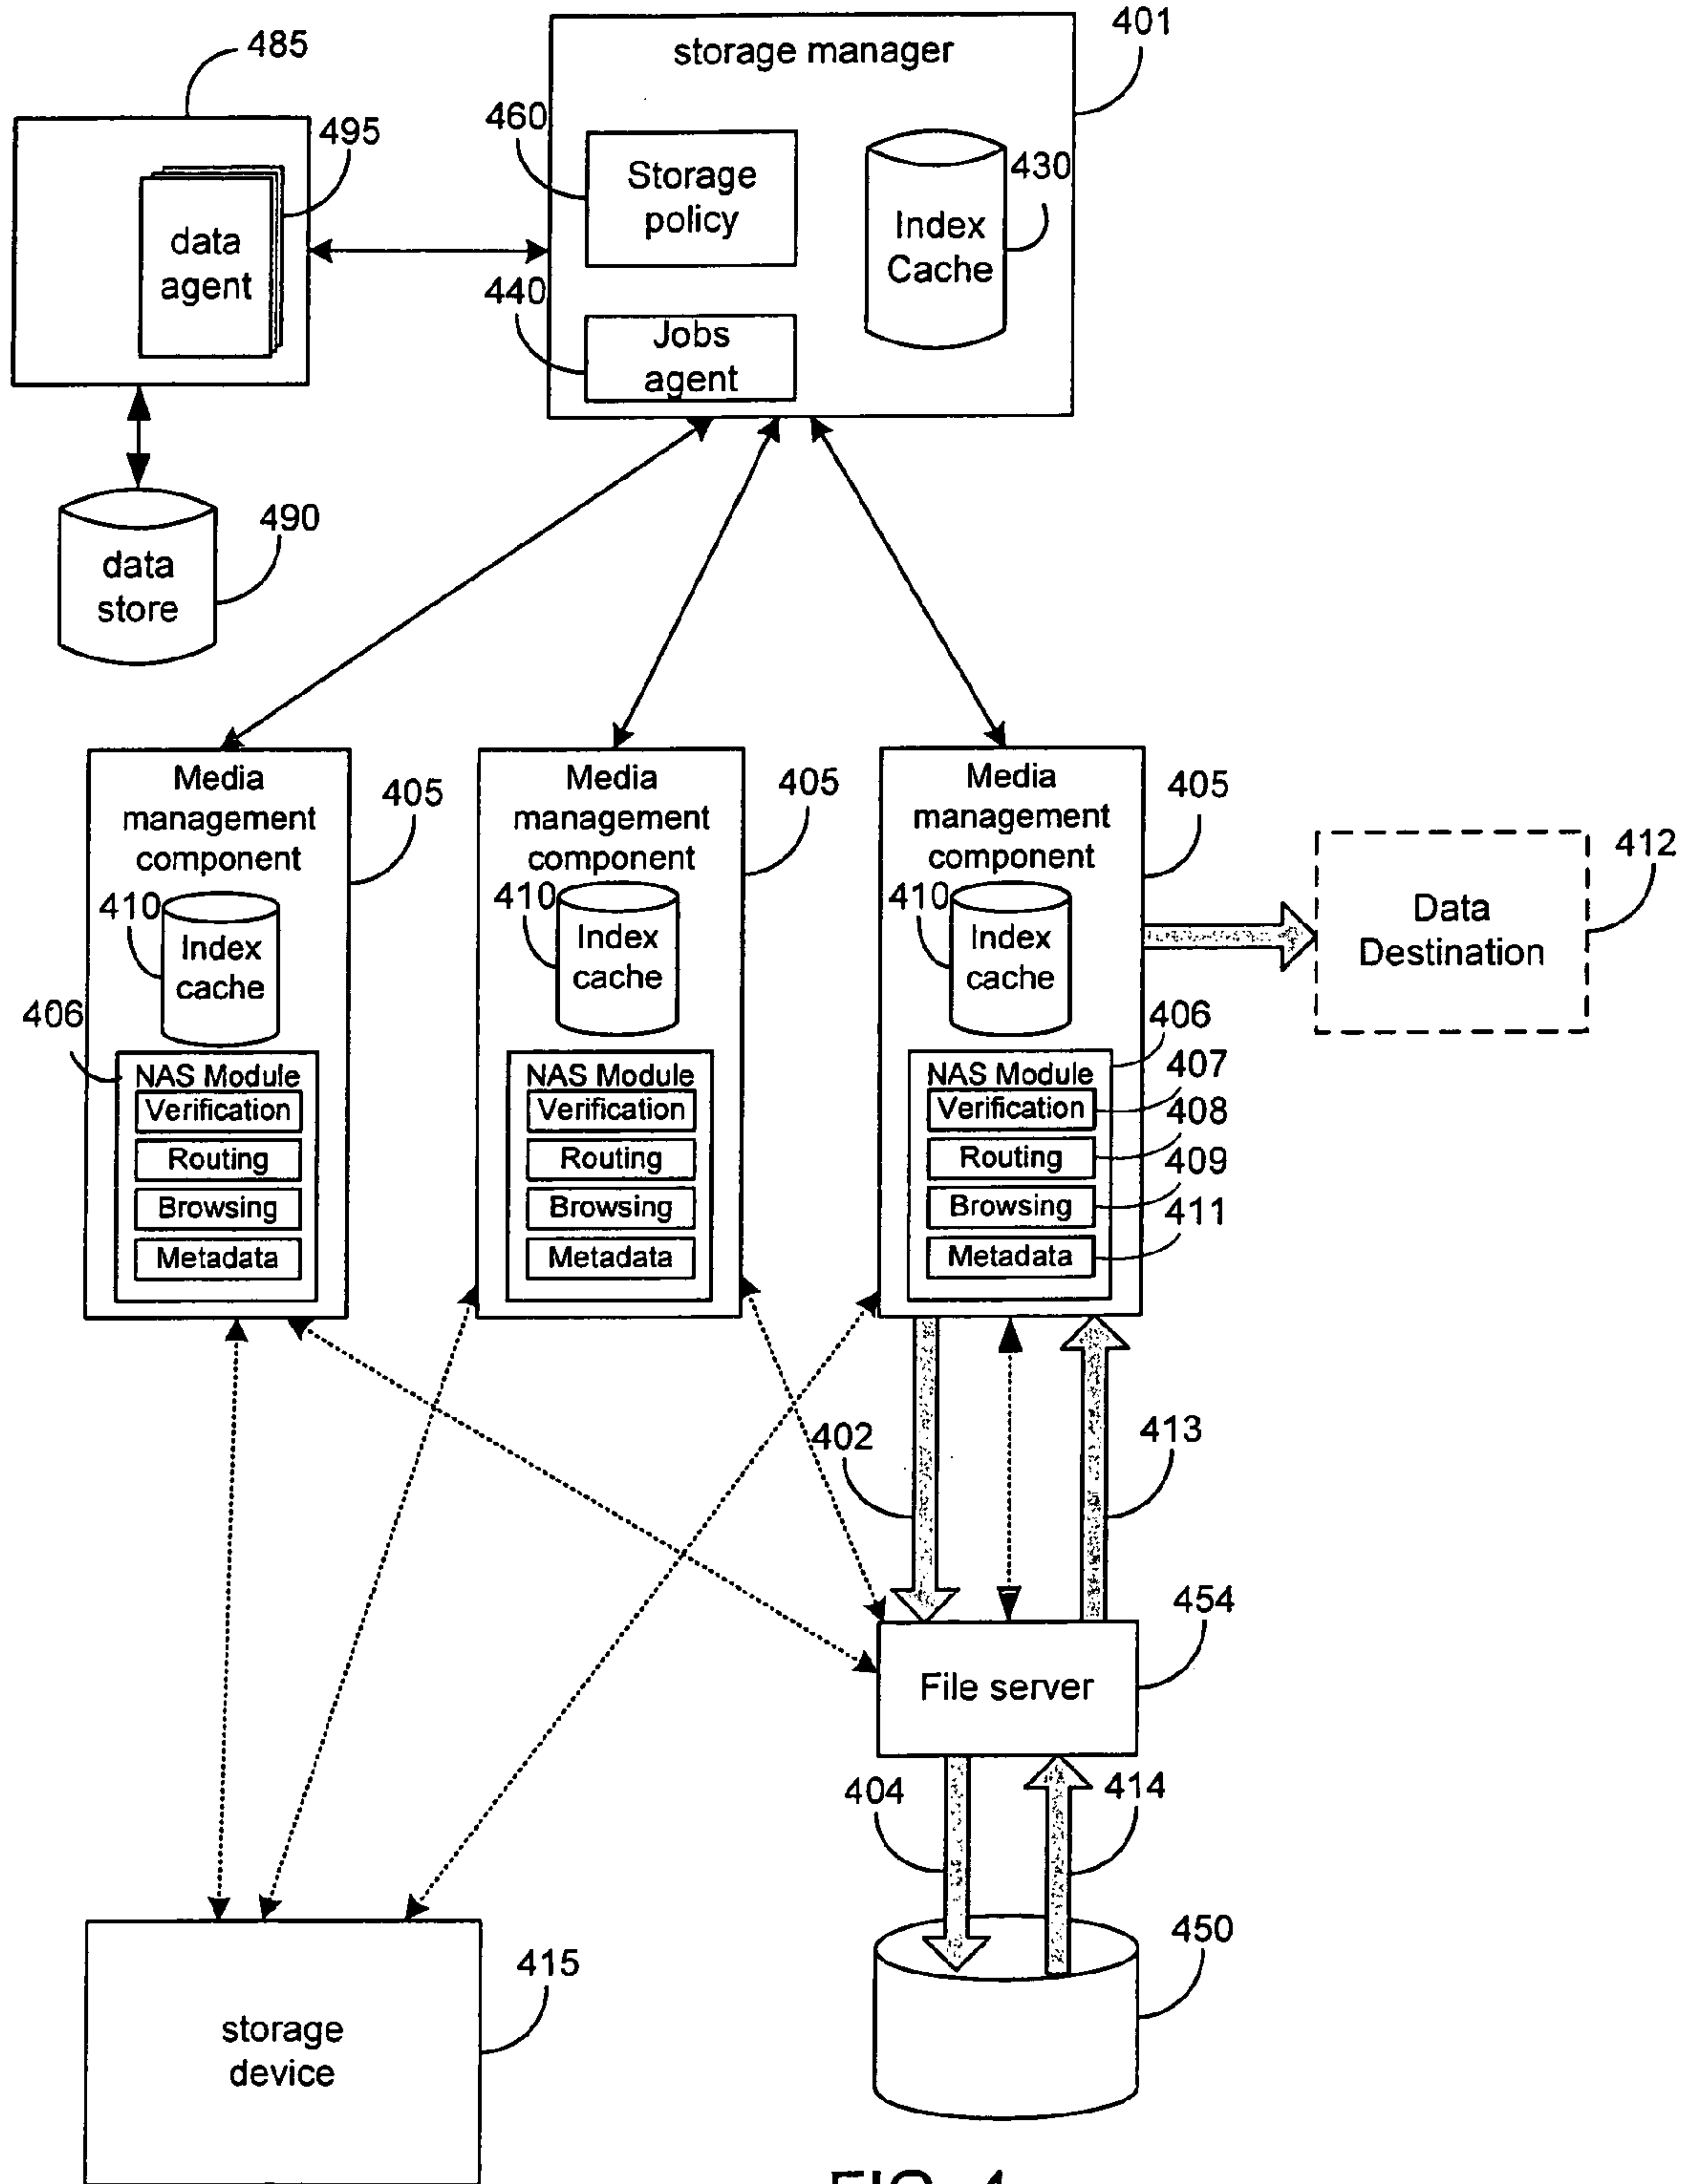 401
storage manager
485
460
495
430
Storage
policy
Index
Cache
data
agent
440
Jobs
agent
490
data
store
Media
management
component
405
Media
management
component
405
Media
management
component
405
412
Data
Destination
410
Index
cache
410
Index
cache
410
Index
cache
406
NAS Module
Verification
Routing
Browsing
Metadata
NAS Module
Verification
Routing
Browsing
Metadata
406
NAS Module
407
Verification
408
Routing
409
Browsing
411
Metadata
402
413
454
File server
404
414
450
415
storage
device
FIG. 4